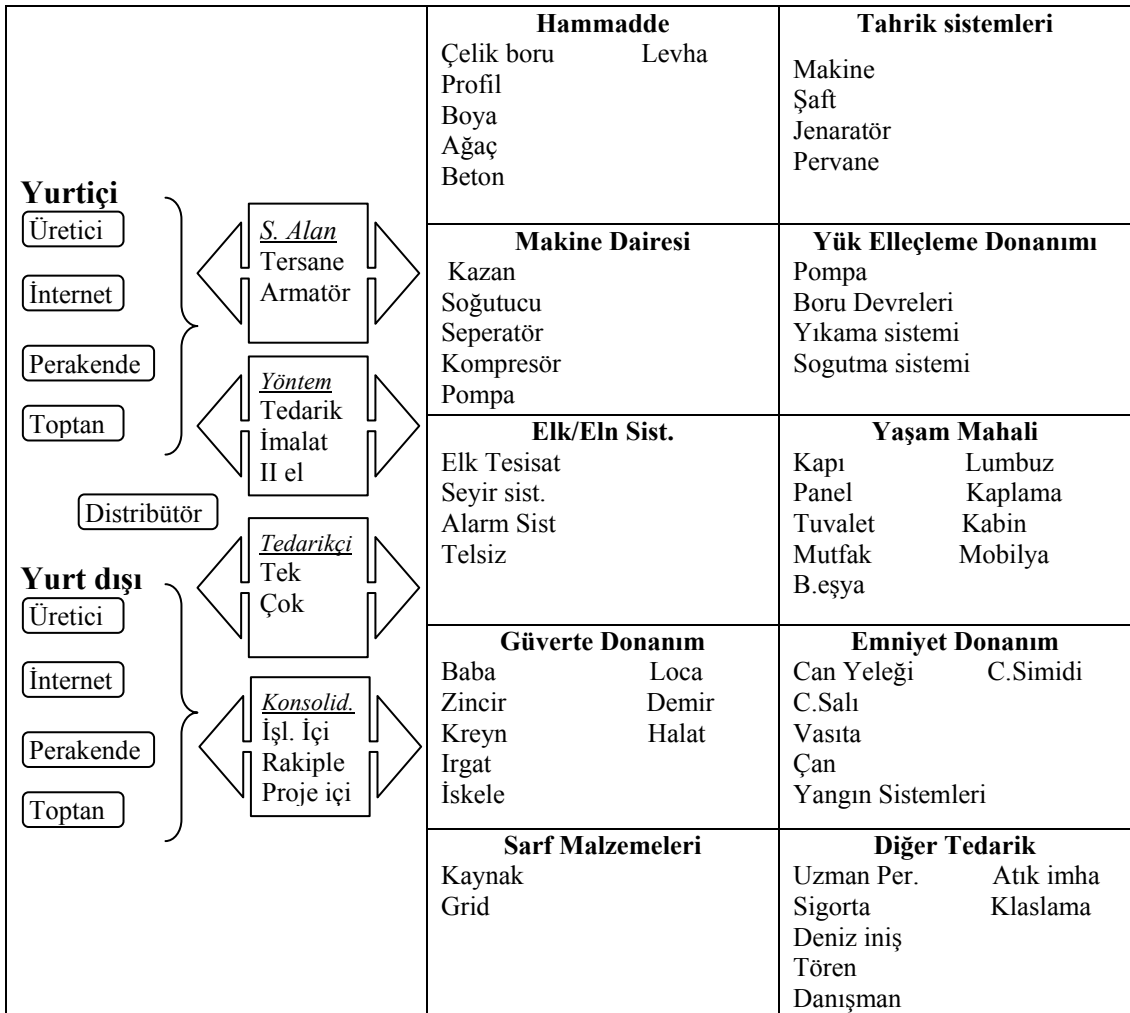 Yurtiçi
Üretici
İnternet
Perakende
Toptan
Distribütör
Yurt dışı
Üretici
İnternet
Perakende
Toptan
S. Alan
Tersane
Armatör
Yöntem
Tedarik
İmalat
II el
Tedarikçi
Tek
Çok
Konsolid.
İşl. İçi
Rakiple
Proje içi
Hammadde
Çelik boru Levha
Profil
Boya
Ağaç
Beton
Tahrik sistemleri
Makine
Şaft
Jenaratör
Pervane
Makine Dairesi
Kazan
Soğutucu
Seperatör
Kompresör
Pompa
Yük Elleçleme Donanımı
Pompa
Boru Devreleri
Yıkama sistemi
Sogutma sistemi
Elk/Eln Sist.
Elk Tesisat
Seyir sist.
Alarm Sist
Telsiz
Yaşam Mahali
Kapı Lumbuz
Panel Kaplama
Tuvalet Kabin
Mutfak Mobilya
B.eşya
Güverte Donanım
Baba Loca
Zincir Demir
Kreyn Halat
Irgat
İskele
Emniyet Donanım
Can Yeleği C.Simidi
C.Salı
Vasıta
Çan
Yangın Sistemleri
Sarf Malzemeleri
Kaynak
Grid
Diğer Tedarik
Uzman Per. Atık imha
Sigorta Klaslama
Deniz iniş
Tören
Danışman